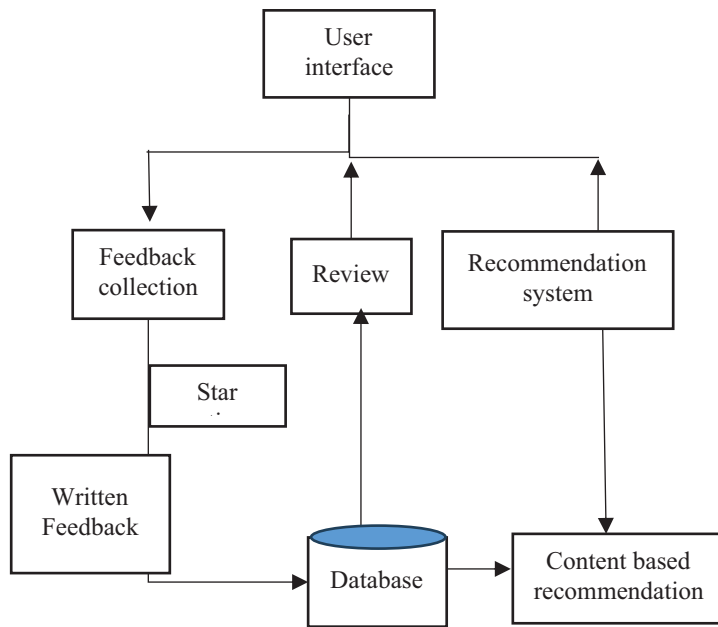 User
interface
Feedback
collection
Review
Recommendation
system
Star
Written
Feedback
Database
Content based
recommendation